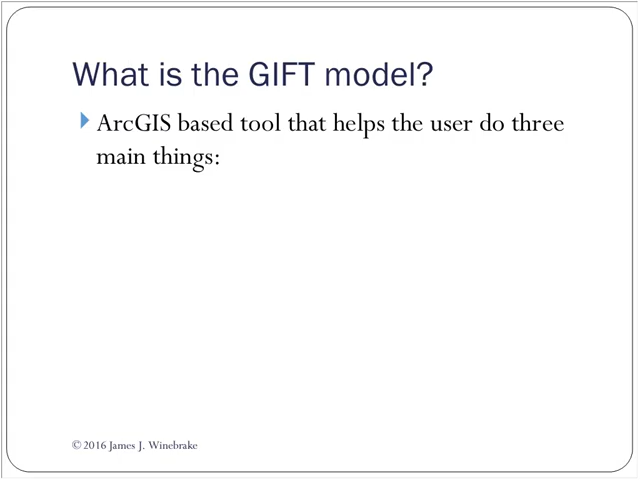 What is the GIFT model?
ArcGIS based tool that helps the user do three
main things:
© 2016 James J. Winebrake